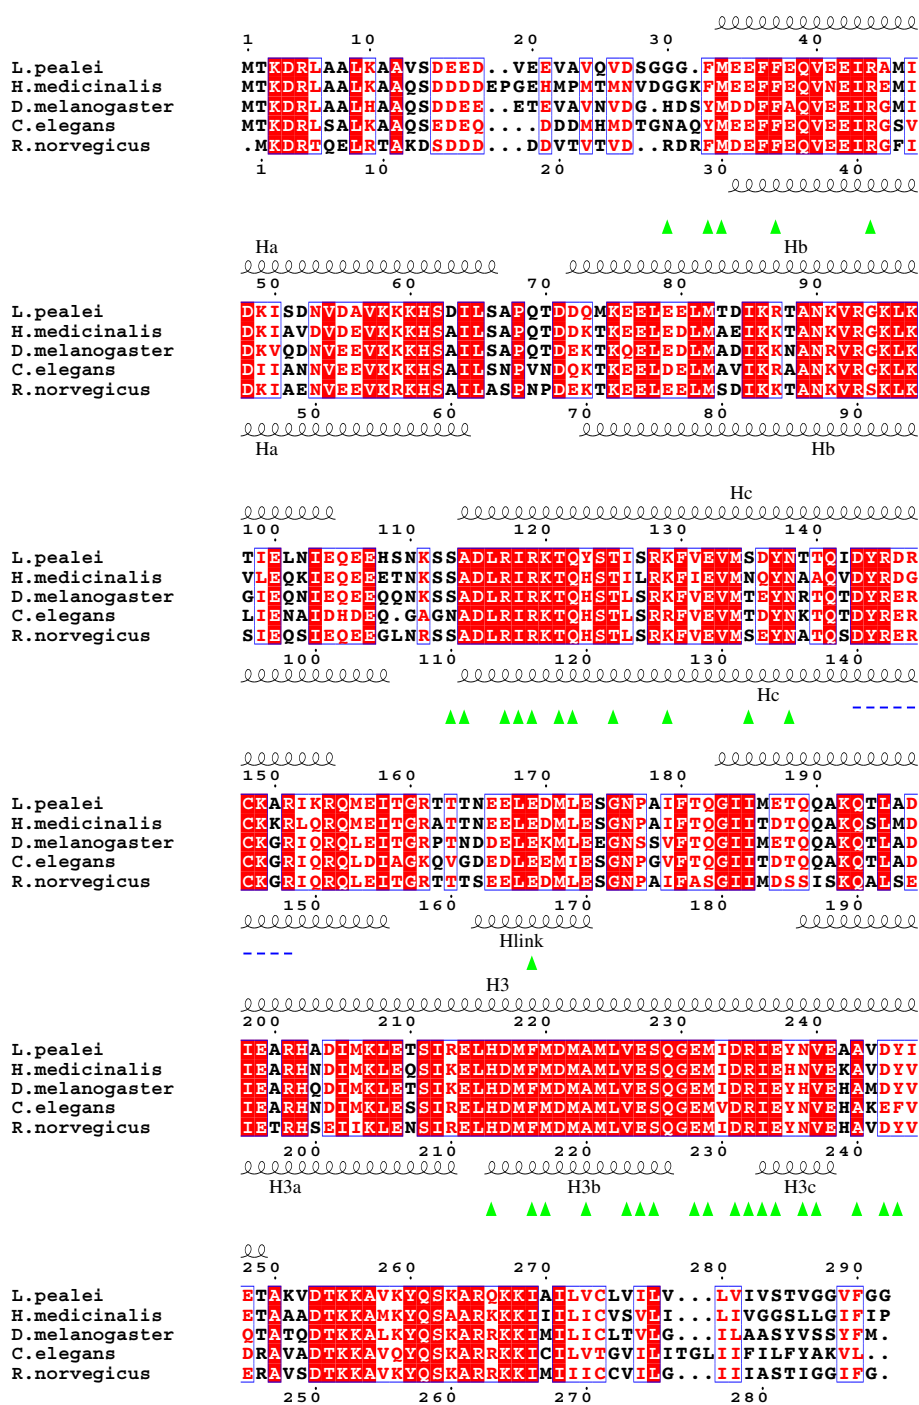 1 10 20 30 40
L.pealei MTKDRLAALKAAVSDEED..VEEVAVQVDSGGG.FMEEFFEQVEEIRAMI
H.medicinalis MTKDRLAALKAAQSDDDDEPGEHMPMTMNVDGGKFMEEFFEQVNEIREMI
D.melanogaster MTKDRLAALHAAQSDDEE..ETEVAVNVDG.HDSYMDDFFAQVEEIRGMI
C.elegans MTKDRLSALKAAQSEDEQ....DDDMHMDTGNAQYMEEFFEQVEEIRGSV
R.norvegicus .MKDRTQELRTAKDSDDD...DDVTVTVD..RDRFMDEFFEQVEEIRGFI
1 10 20 30 40
Ha Hb
50 60 70 80 90
L.pealei DKISDNVDAVKKKHSDILSAPQTDDQMKEELEELMTDIKRTANKVRGKLK
H.medicinalis DKIAVDVDEVKKKHSAILSAPQTDDKTKEELEDLMAEIKKTANKVRGKLK
D.melanogaster DKVQDNVEEVKKKHSAILSAPQTDEKTKQELEDLMADIKKNANRVRGKLK
C.elegans DIIANNVEEVKKKHSAILSNPVNDQKTKEELDELMAVIKRAANKVRGKLK
R.norvegicus DKIAENVEEVKRKHSAILASPNPDEKTKEELEELMSDIKKTANKVRSKLK
50 60 70 80 90
Ha Hb
Hc
100 110 120 130 140
L.pealei TIELNIEQEEHSNKSSADLRIRKTQYSTISRKFVEVMSDYNTTQIDYRDR
H.medicinalis VLEQKIEQEEETNKSSADLRIRKTQHSTILRKFIEVMNQYNAAQVDYRDG
D.melanogaster GIEQNIEQEEQQNKSSADLRIRKTQHSTLSRKFVEVMTEYNRTQTDYRER
C.elegans LIENAIDHDEQ.GAGNADLRIRKTQHSTLSRKFVEVMTDYNKTQTDYRER
R.norvegicus SIEQSIEQEEGLNRSSADLRIRKTQHSTLSRKFVEVMSEYNATQSDYRER
100 110 120 130 140
Hc
150 160 170 180 190
L.pealei CKARIKRQMEITGRTTTNEELEDMLESGNPAIFTQGIIMETQQAKQTLAD
H.medicinalis CKKRLQRQMEITGRATTNEELEDMLESGNPAIFTQGIITDTQQAKQSLMD
D.melanogaster CKGRIQRQLEITGRPTNDDELEKMLEEGNSSVFTQGIIMETQQAKQTLAD
C.elegans CKGRIQRQLDIAGKQVGDEDLEEMIESGNPGVFTQGIITDTQQAKQTLAD
R.norvegicus CKGRIQRQLEITGRTTTSEELEDMLESGNPAIFASGIIMDSSISKQALSE
150 160 170 180 190
Hlink
H3
200 210 220 230 240
L.pealei IEARHADIMKLETSIRELHDMFMDMAMLVESQGEMIDRIEYNVEAAVDYI
H.medicinalis IEARHNDIMKLEQSIKELHDMFMDMAMLVESQGEMIDRIEHNVEKAVDYV
D.melanogaster IEARHQDIMKLETSIKELHDMFMDMAMLVESQGEMIDRIEYHVEHAMDYV
C.elegans IEARHNDIMKLESSIRELHDMFMDMAMLVESQGEMVDRIEYNVEHAKEFV
R.norvegicus IETRHSEIIKLENSIRELHDMFMDMAMLVESQGEMIDRIEYNVEHAVDYV
200 210 220 230 240
H3a H3b H3c
250 260 270 280 290
L.pealei ETAKVDTKKAVKYQSKARQKKIAILVCLVILV...LVIVSTVGGVFGG
H.medicinalis ETAAADTKKAMKYQSAARKKKIIILICVSVLI...LIVGGSLLGIFIP
D.melanogaster QTATQDTKKALKYQSKARRKKIMILICLTVLG...ILAASYVSSYFM.
C.elegans DRAVADTKKAVQYQSKARRKKICILVTGVILITGLIIFILFYAKVL..
R.norvegicus ERAVSDTKKAVKYQSKARRKKIMIIICCVILG...IIIASTIGGIFG.
250 260 270 280